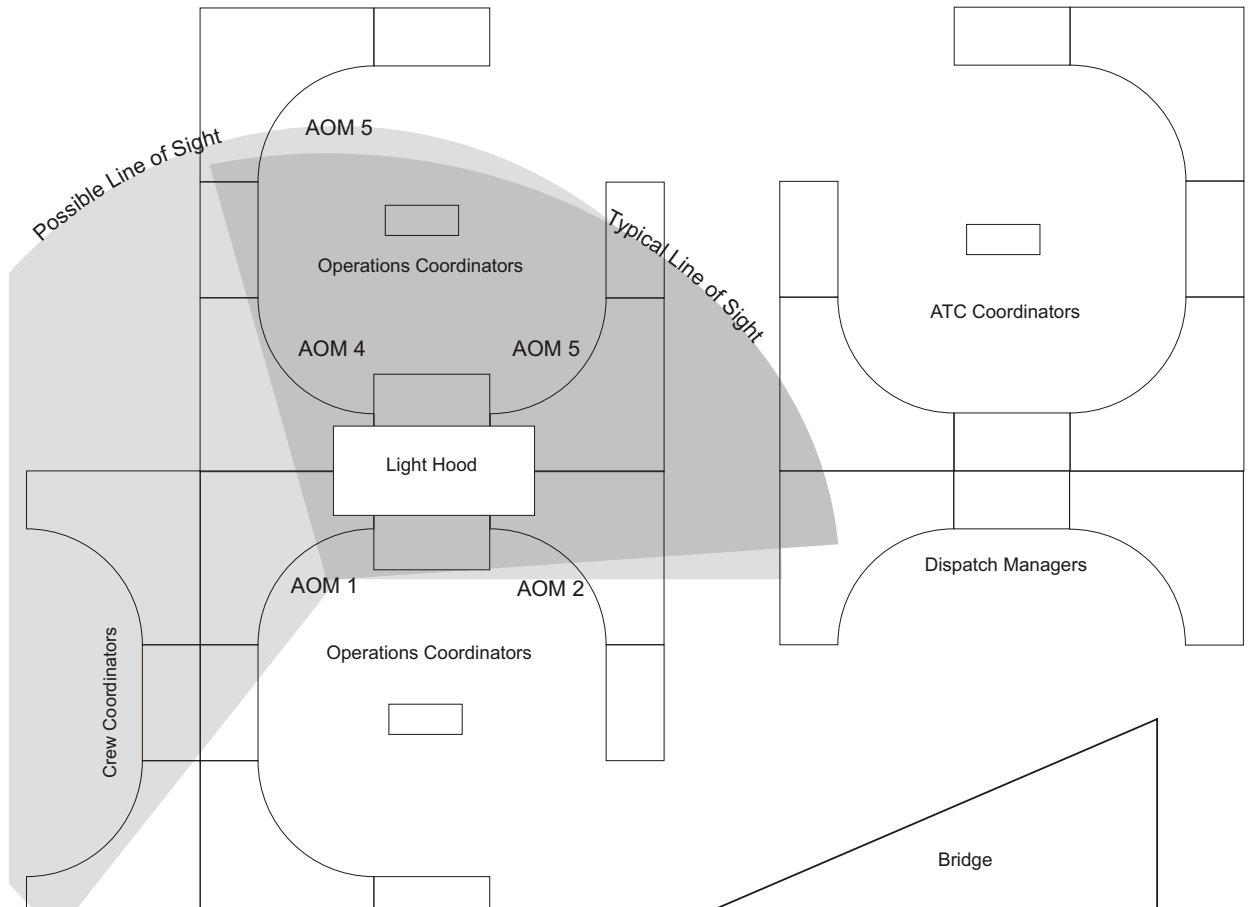 AOM 5
Possible Line of Sight
Typical Line of Sight
Operations Coordinators
ATC Coordinators
AOM 4
AOM 5
Light Hood
Dispatch Managers
AOM 1
AOM 2
Operations Coordinators
Crew Coordinators
Bridge